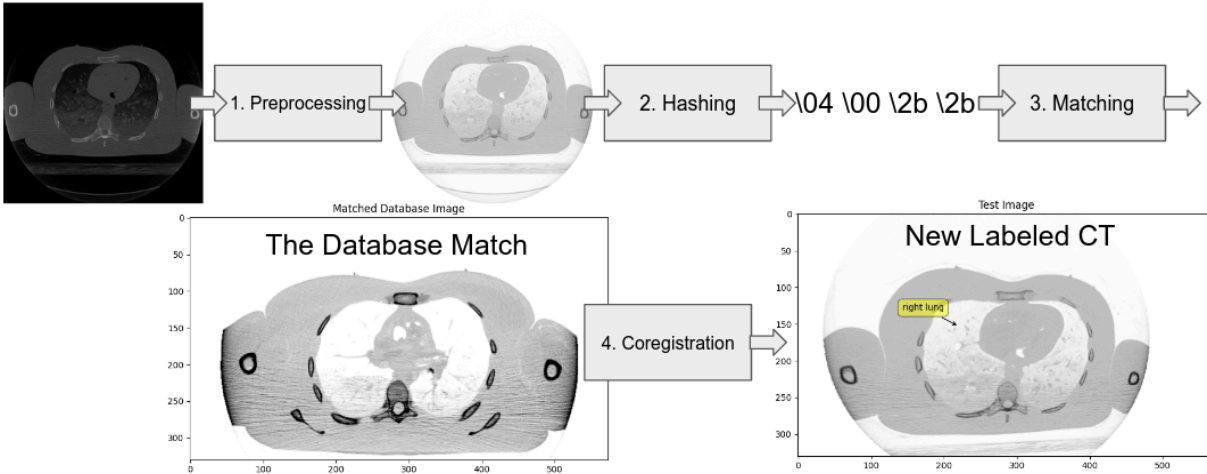 1. Preprocessing
2. Hashing
\04 \00 \2b \2b
3. Matching
Matched Database Image
The Database Match
0
50
100
150
200
250
300
0 100 200 300 400 500
4. Coregistration
Test Image
New Labeled CT
right lung
0
50
100
150
200
250
300
0 100 200 300 400 500